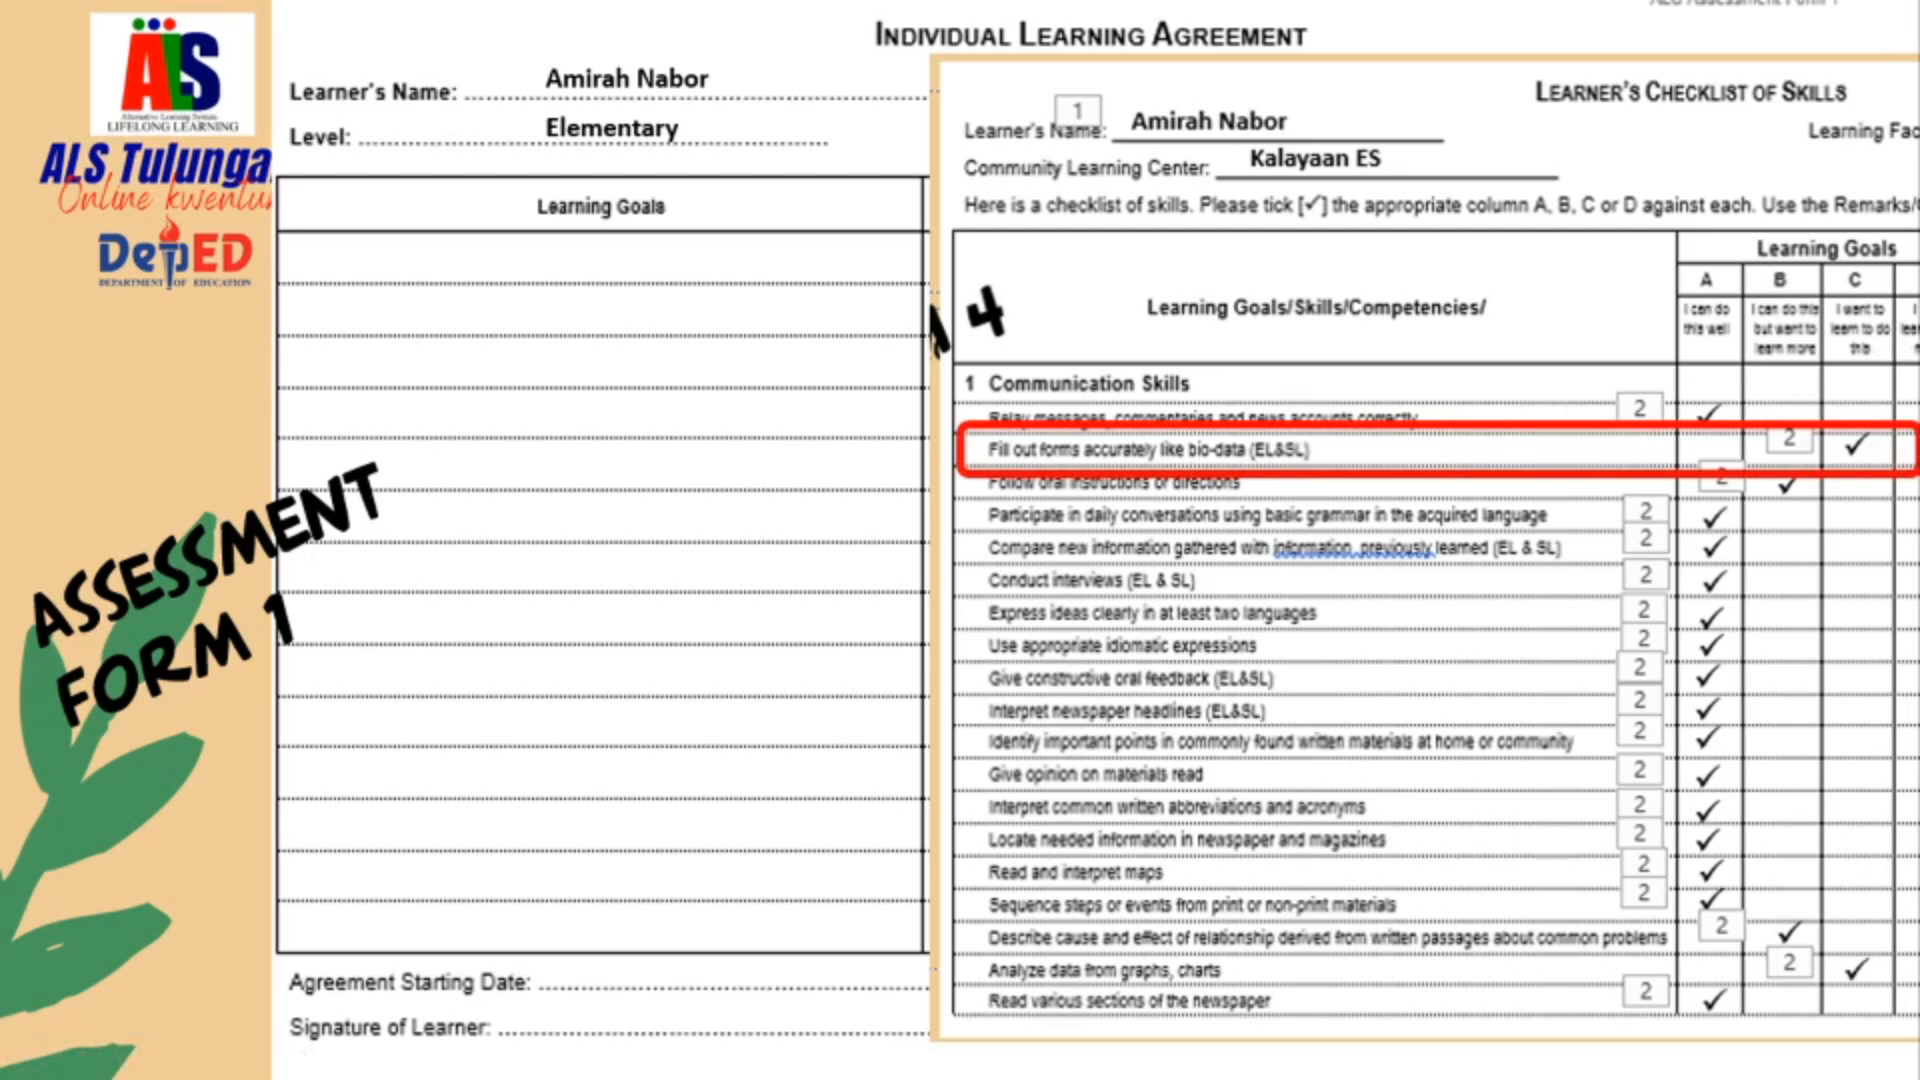 ALS
Alternative Learning System
LIFELONG LEARNING
ALS Tulunga
Online kwentu
DepED
DEPARTMENT OF EDUCATION
ASSESSMENT
FORM 1
INDIVIDUAL LEARNING AGREEMENT
Learner's Name: Amirah Nabor
Level: Elementary
Learning Goals
Agreement Starting Date:
Signature of Learner:
4
LEARNER'S CHECKLIST OF SKILLS
1
Learner's Name: Amirah Nabor
Learning Fac
Community Learning Center: Kalayaan ES
Here is a checklist of skills. Please tick [✓] the appropriate column A, B, C or D against each. Use the Remarks/
Learning Goals/Skills/Competencies/
Learning Goals
A B C
I can do this well
I can do this but want to learn more
I want to learn to do this
1 Communication Skills
Relay messages, commentaries and news accounts correctly 2 ✓
Fill out forms accurately like bio-data (EL&SL) 2 ✓
Follow oral instructions or directions 2 ✓
Participate in daily conversations using basic grammar in the acquired language 2 ✓
Compare new information gathered with information previously learned (EL & SL) 2 ✓
Conduct interviews (EL & SL) 2 ✓
Express ideas clearly in at least two languages 2 ✓
Use appropriate idiomatic expressions 2 ✓
Give constructive oral feedback (EL&SL) 2 ✓
Interpret newspaper headlines (EL&SL) 2 ✓
Identify important points in commonly found written materials at home or community 2 ✓
Give opinion on materials read 2 ✓
Interpret common written abbreviations and acronyms 2 ✓
Locate needed information in newspaper and magazines 2 ✓
Read and interpret maps 2 ✓
Sequence steps or events from print or non-print materials 2 ✓
Describe cause and effect of relationship derived from written passages about common problems 2 ✓
Analyze data from graphs, charts 2 ✓
Read various sections of the newspaper 2 ✓